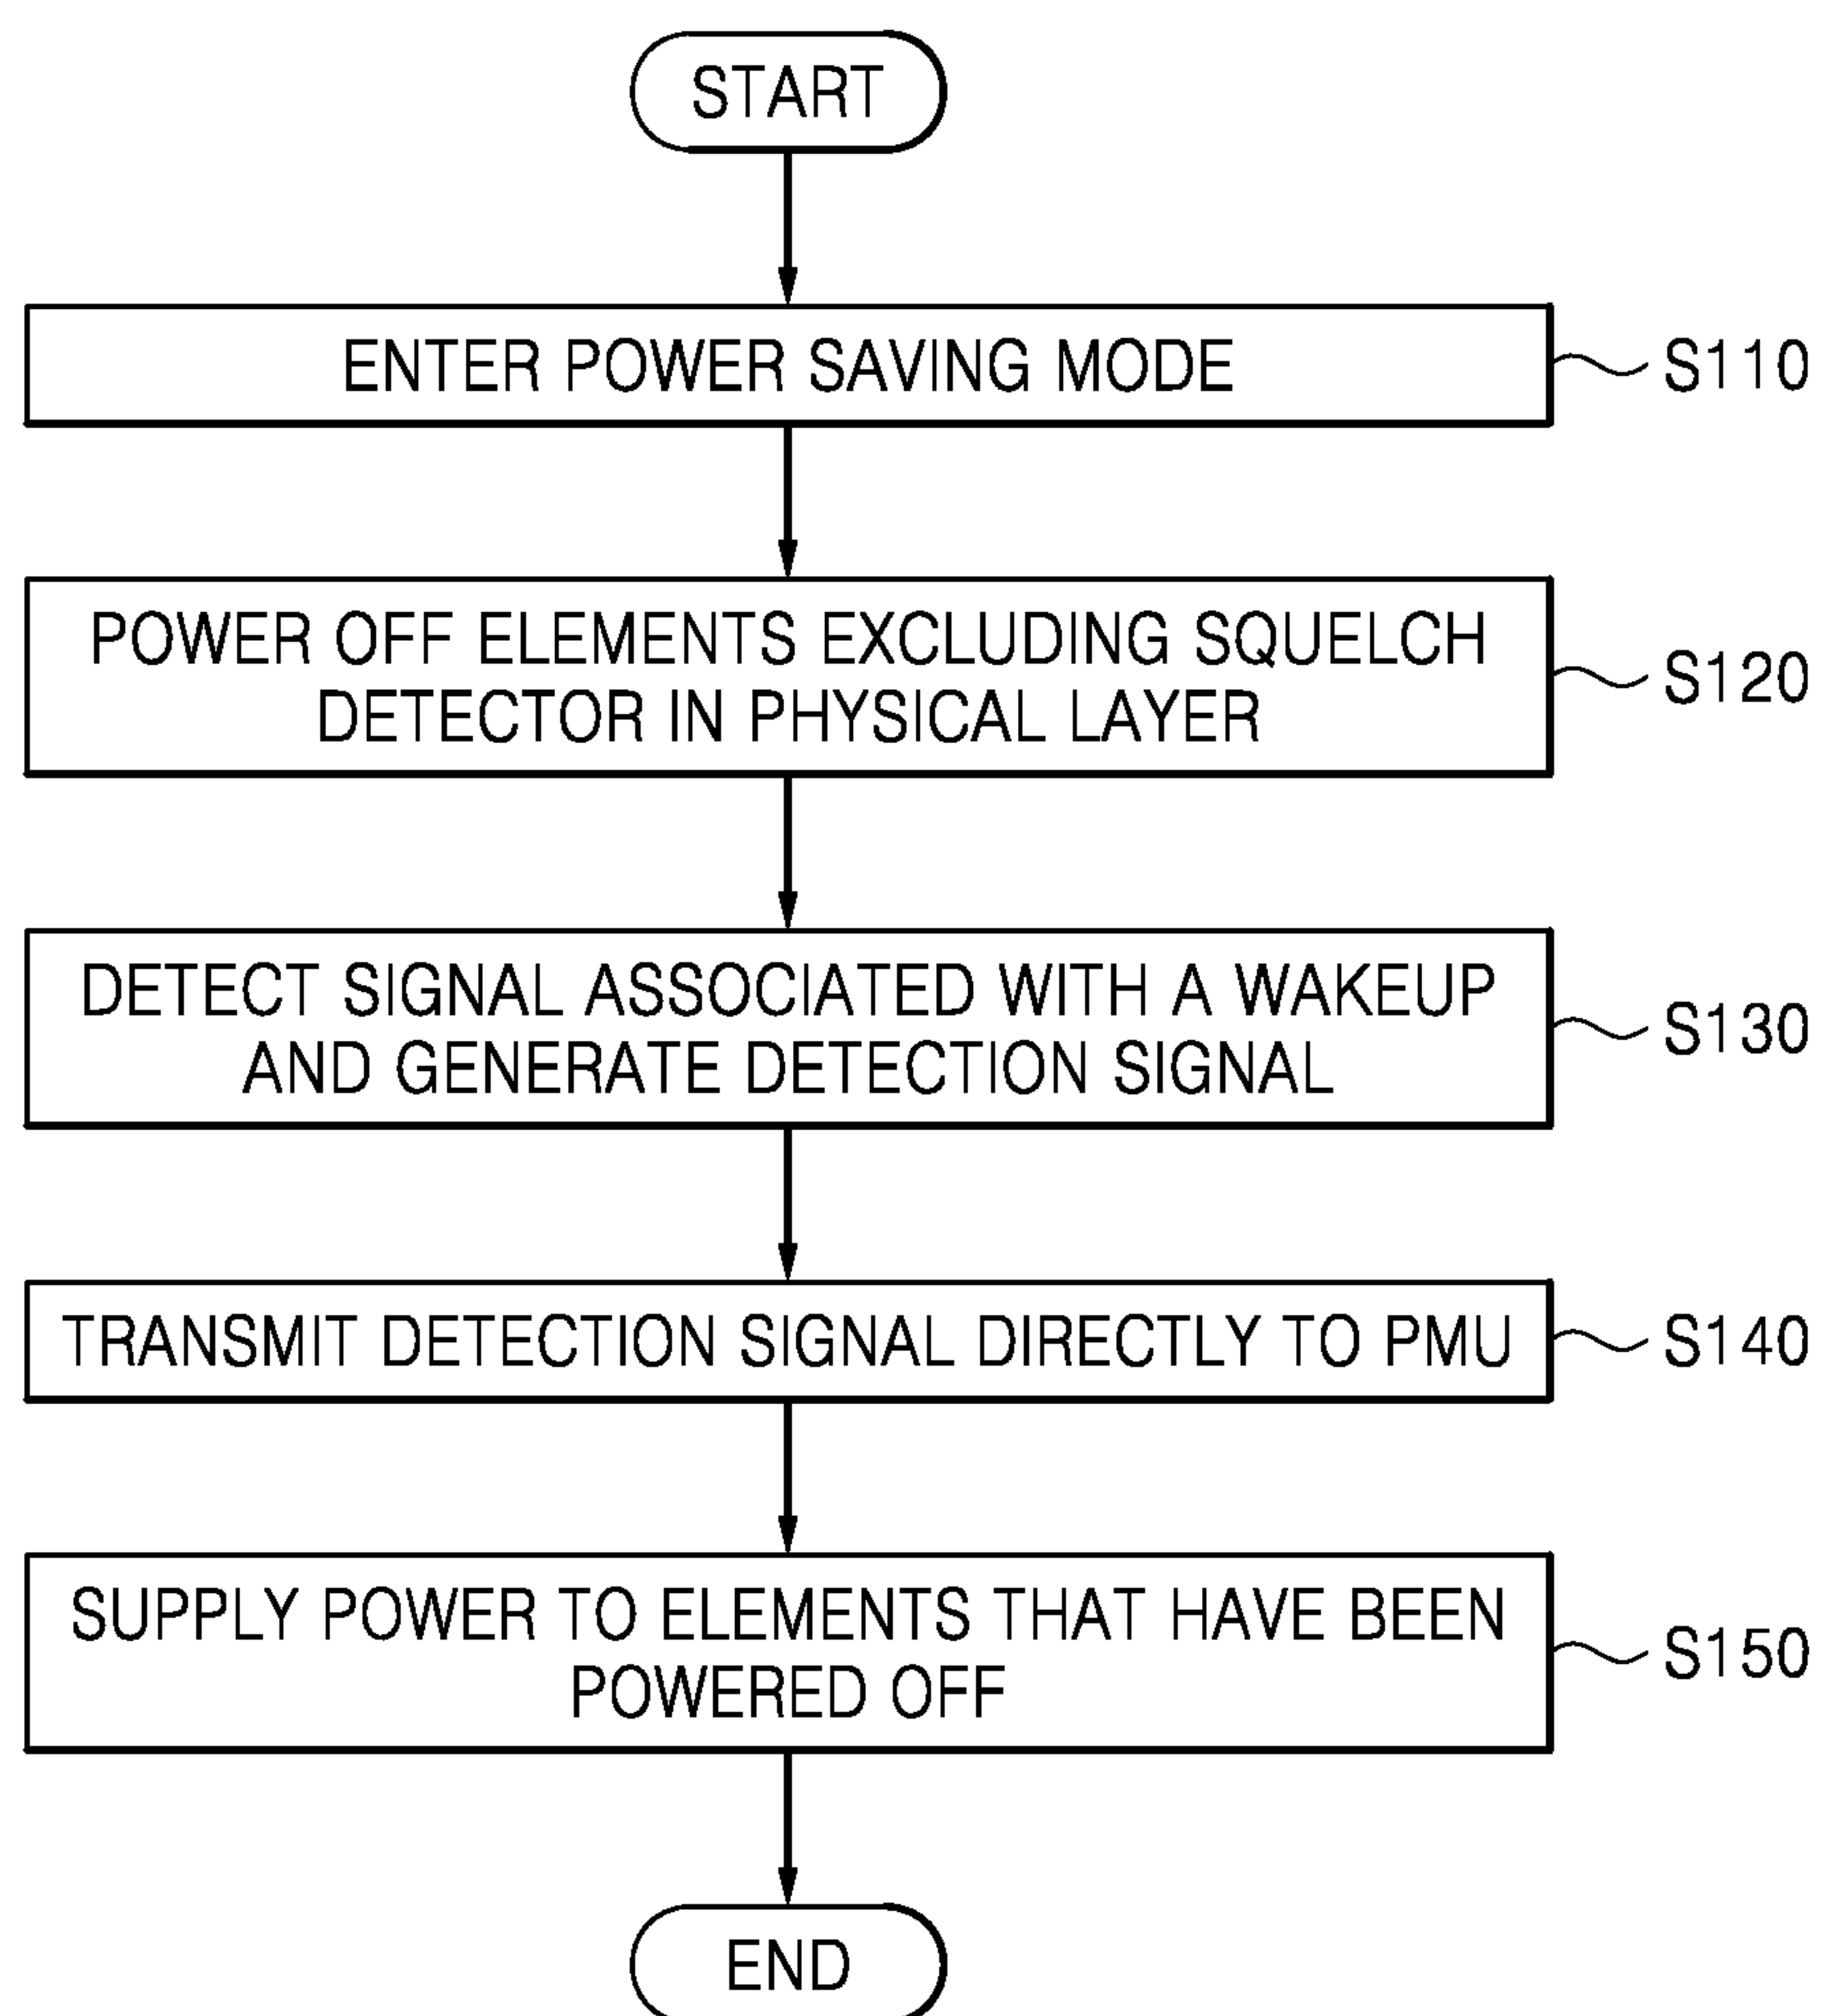 START
ENTER POWER SAVING MODE
S110
POWER OFF ELEMENTS EXCLUDING SQUELCH
DETECTOR IN PHYSICAL LAYER
S120
DETECT SIGNAL ASSOCIATED WITH A WAKEUP
AND GENERATE DETECTION SIGNAL
S130
TRANSMIT DETECTION SIGNAL DIRECTLY TO PMU
S140
SUPPLY POWER TO ELEMENTS THAT HAVE BEEN
POWERED OFF
S150
END